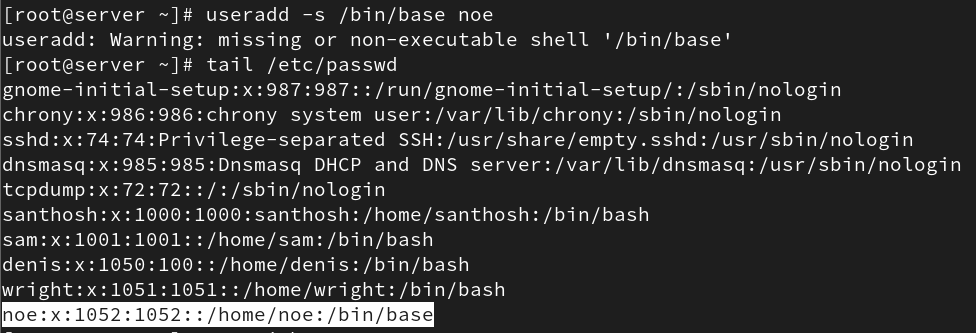 [root@server ~]# useradd -s /bin/base noe
useradd: Warning: missing or non-executable shell '/bin/base'
[root@server ~]# tail /etc/passwd
gnome-initial-setup:x:987:987::/run/gnome-initial-setup/:/sbin/nologin
chrony:x:986:986:chrony system user:/var/lib/chrony:/sbin/nologin
sshd:x:74:74:Privilege-separated SSH:/usr/share/empty.sshd:/usr/sbin/nologin
dnsmasq:x:985:985:Dnsmasq DHCP and DNS server:/var/lib/dnsmasq:/usr/sbin/nologin
tcpdump:x:72:72::/:/sbin/nologin
santhosh:x:1000:1000:santhosh:/home/santhosh:/bin/bash
sam:x:1001:1001::/home/sam:/bin/bash
denis:x:1050:100::/home/denis:/bin/bash
wright:x:1051:1051::/home/wright:/bin/bash
noe:x:1052:1052::/home/noe:/bin/base